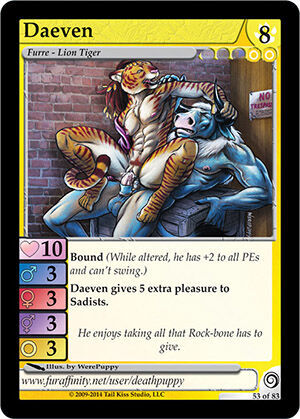 Daeven
8
Furre - Lion Tiger
NO
10
3
3
3
3
Bound (While altered, he has +2 to all PEs
and can't swing.)
Daeven gives 5 extra pleasure to
Sadists.
He enjoys taking all that Rock-bone has to
give.
Illus. by WerePuppy
www.furaffinity.net/user/deathpuppy
© 2009-2014 Tail Kiss Studio, LLC
53 of 83